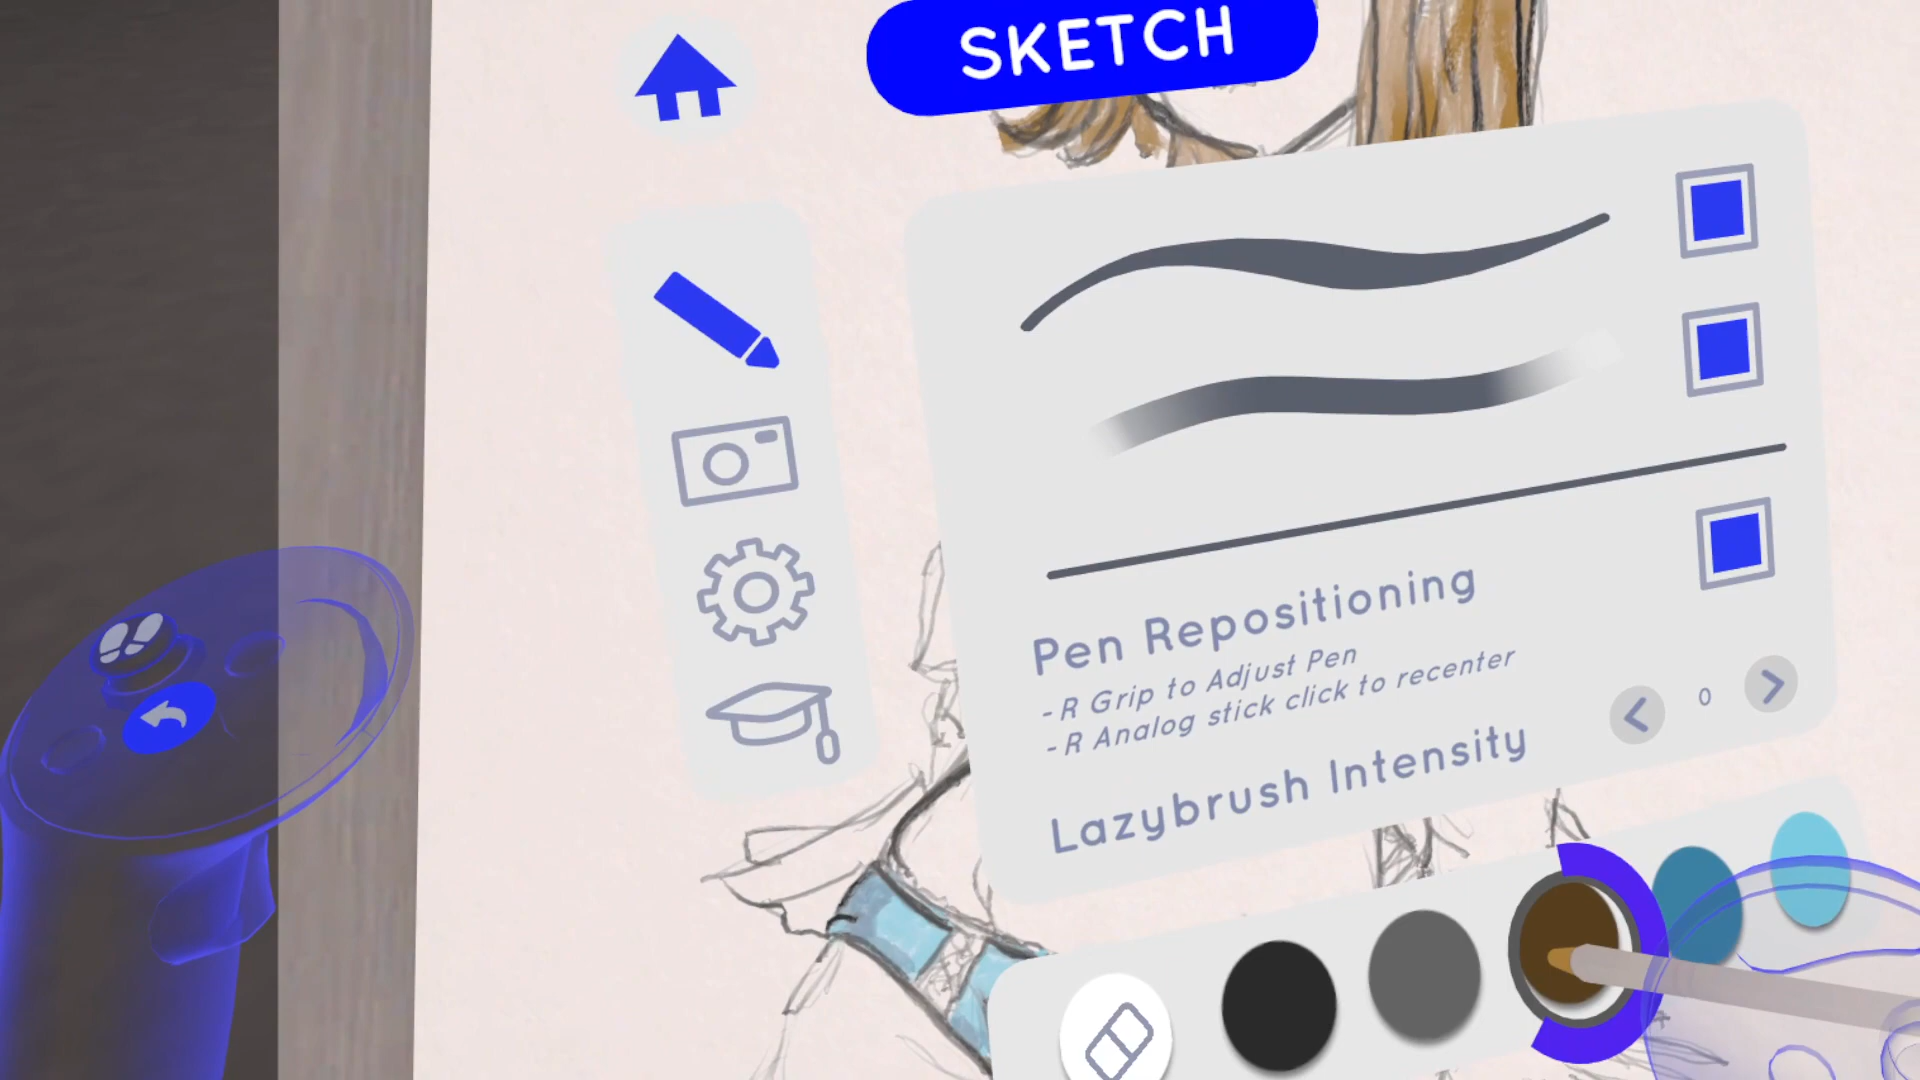 SKETCH
Pen Repositioning
- R Grip to Adjust Pen
- R Analog stick click to recenter
Lazybrush Intensity
0